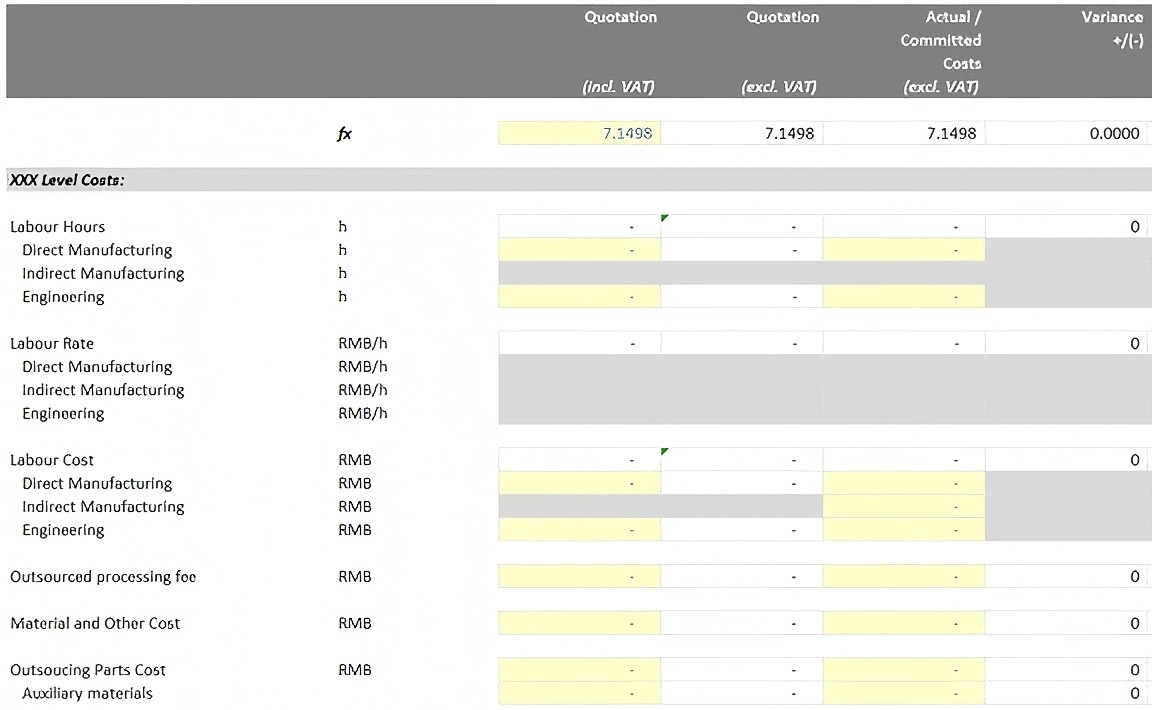 Quotation Quotation Actual / Variance
Committed +/(-)
Costs
(incl. VAT) (excl. VAT) (excl. VAT)
fx 7.1498 7.1498 7.1498 0.0000
XXX Level Costs:
Labour Hours h - - - 0
Direct Manufacturing h - - -
Indirect Manufacturing h
Engineering h - - -
Labour Rate RMB/h - - - 0
Direct Manufacturing RMB/h
Indirect Manufacturing RMB/h
Engineering RMB/h
Labour Cost RMB - - - 0
Direct Manufacturing RMB - - -
Indirect Manufacturing RMB -
Engineering RMB - - -
Outsourced processing fee RMB - - - 0
Material and Other Cost RMB - - - 0
Outsoucing Parts Cost RMB - - - 0
Auxiliary materials - - - 0